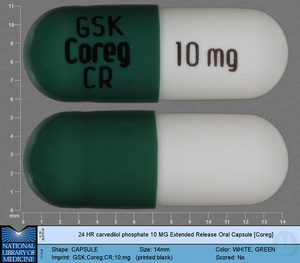 GSK
Coreg
CR
10 mg
mm
24 HR carvedilol phosphate 10 MG Extended Release Oral Capsule [Coreg]
NATIONAL
LIBRARY OF
MEDICINE
Shape: CAPSULE Size: 14mm Color: WHITE, GREEN
Imprint: GSK;Coreg;CR;10;mg (printed black) Scored: No